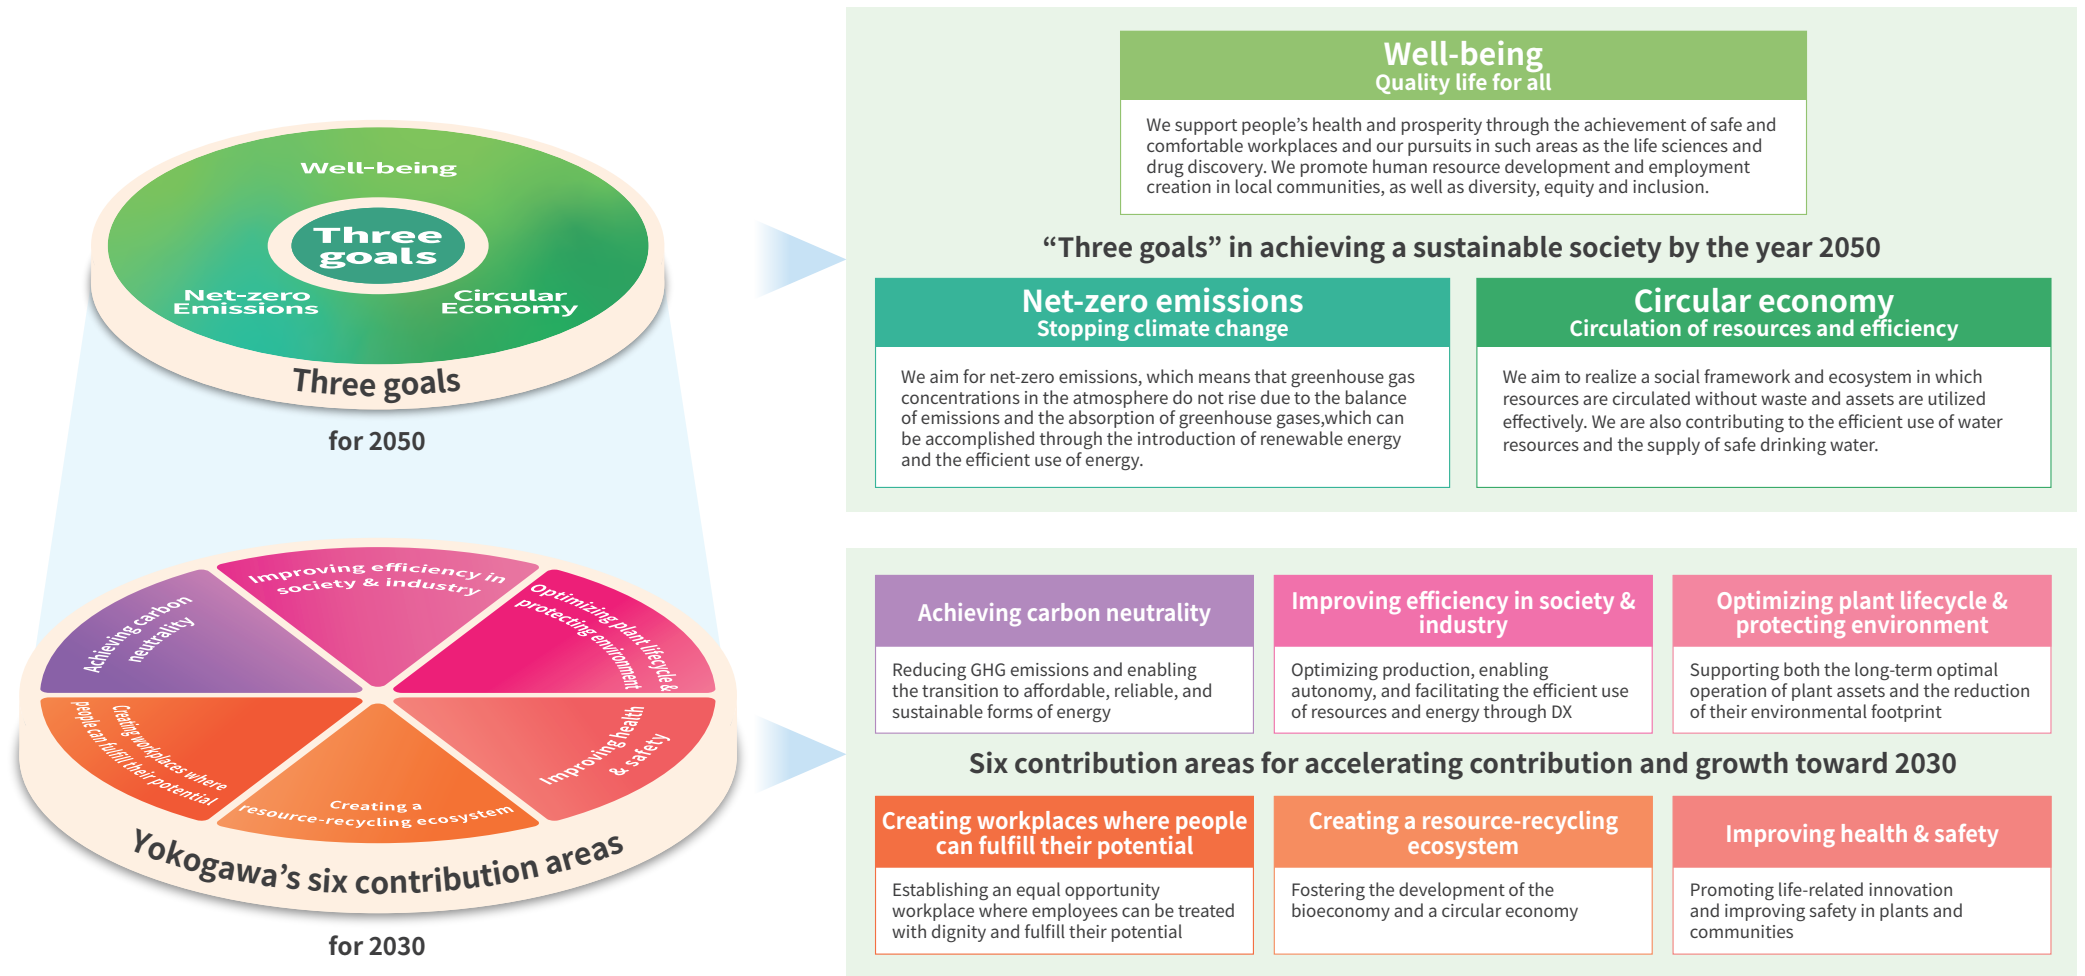 Well-being
Three
goals
Net-zero
Emissions
Circular
Economy
Three goals
for 2050
Improving efficiency in
society & industry
Optimizing plant lifecycle &
protecting environment
Achieving carbon
neutrality
Creating workplaces where
people can fulfill their potential
Creating a
resource-recycling ecosystem
Improving health
& safety
Yokogawa's six contribution areas
for 2030
Well-being
Quality life for all
We support people's health and prosperity through the achievement of safe and
comfortable workplaces and our pursuits in such areas as the life sciences and
drug discovery. We promote human resource development and employment
creation in local communities, as well as diversity, equity and inclusion.
“Three goals” in achieving a sustainable society by the year 2050
Net-zero emissions
Stopping climate change
We aim for net-zero emissions, which means that greenhouse gas
concentrations in the atmosphere do not rise due to the balance
of emissions and the absorption of greenhouse gases,which can
be accomplished through the introduction of renewable energy
and the efficient use of energy.
Circular economy
Circulation of resources and efficiency
We aim to realize a social framework and ecosystem in which
resources are circulated without waste and assets are utilized
effectively. We are also contributing to the efficient use of water
resources and the supply of safe drinking water.
Achieving carbon neutrality
Reducing GHG emissions and enabling
the transition to affordable, reliable, and
sustainable forms of energy
Improving efficiency in society &
industry
Optimizing production, enabling
autonomy, and facilitating the efficient use
of resources and energy through DX
Optimizing plant lifecycle &
protecting environment
Supporting both the long-term optimal
operation of plant assets and the reduction
of their environmental footprint
Six contribution areas for accelerating contribution and growth toward 2030
Creating workplaces where people
can fulfill their potential
Establishing an equal opportunity
workplace where employees can be treated
with dignity and fulfill their potential
Creating a resource-recycling
ecosystem
Fostering the development of the
bioeconomy and a circular economy
Improving health & safety
Promoting life-related innovation
and improving safety in plants and
communities